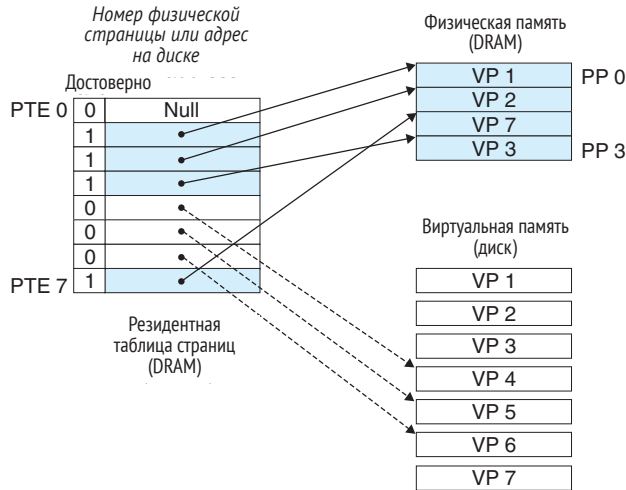 Номер физической
страницы или адрес
на диске
Достоверно
PTE 0 0 Null
1
1
1
0
0
0
PTE 7 1
Резидентная
таблица страниц
(DRAM)
Физическая память
(DRAM)
VP 1 PP 0
VP 2
VP 7
VP 3 PP 3
Виртуальная память
(диск)
VP 1
VP 2
VP 3
VP 4
VP 5
VP 6
VP 7